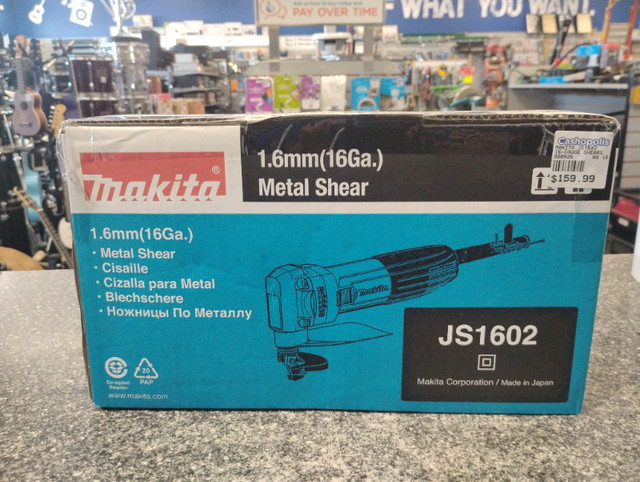 WHAT YOU WANT.
PAY OVER TIME
Cashopolis
$159.99
1.6mm(16Ga.)
Metal Shear
makita®
1.6mm(16Ga.)
· Metal Shear
· Cisaille
· Cizalla para Metal
· Blechschere
· Ножницы По Металлу
makita
JS1602
Makita Corporation / Made in Japan
Corrugated
Recycles
20
PAP
www.makita.com